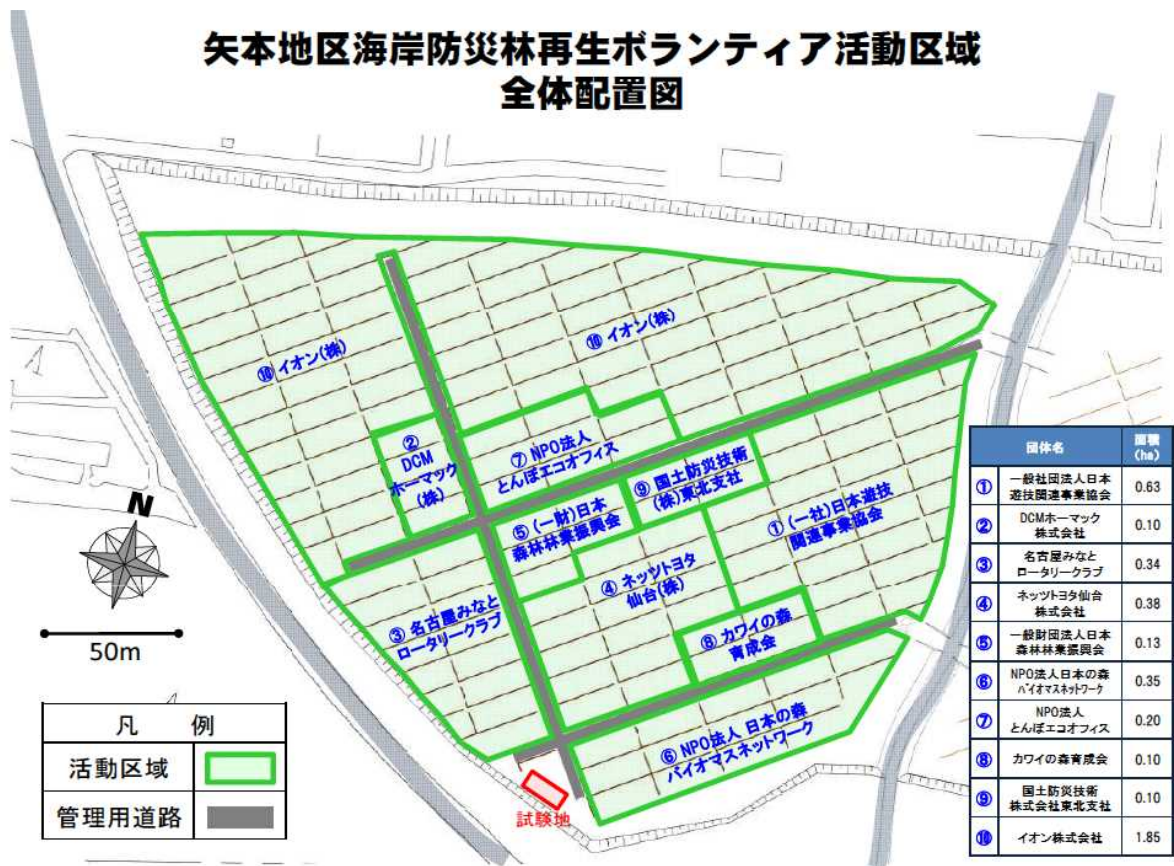 矢本地区海岸防災林再生ボランティア活動区域
全体配置図
⑩ イオン(株)
⑩ イオン(株)
②
DCM
ホーマック
(株)
⑦ NPO法人
とんぼエコオフィス
⑨ 国土防災技術
(株)東北支社
⑤ (一財)日本
森林林業振興会
① (一社)日本遊技
関連事業協会
④ ネッツトヨタ
仙台(株)
③ 名古屋みなと
ロータリークラブ
⑧ カワイの森
育成会
⑥ NPO法人 日本の森
バイオマスネットワーク
試験地
N
50m
凡 例
活動区域
管理用道路
団体名 面積
(ha)
① 一般社団法人日本
遊技関連事業協会 0.63
② DCMホーマック
株式会社 0.10
③ 名古屋みなと
ロータリークラブ 0.34
④ ネッツトヨタ仙台
株式会社 0.38
⑤ 一般財団法人日本
森林林業振興会 0.13
⑥ NPO法人日本の森
バイオマスネットワーク 0.35
⑦ NPO法人
とんぼエコオフィス 0.20
⑧ カワイの森育成会 0.10
⑨ 国土防災技術
株式会社東北支社 0.10
⑩ イオン株式会社 1.85